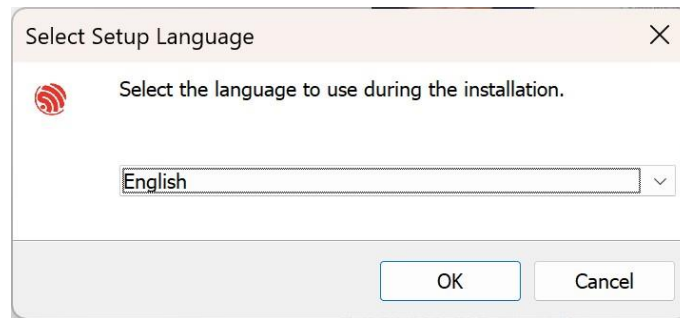 Select Setup Language
Select the language to use during the installation.
English
OK
Cancel